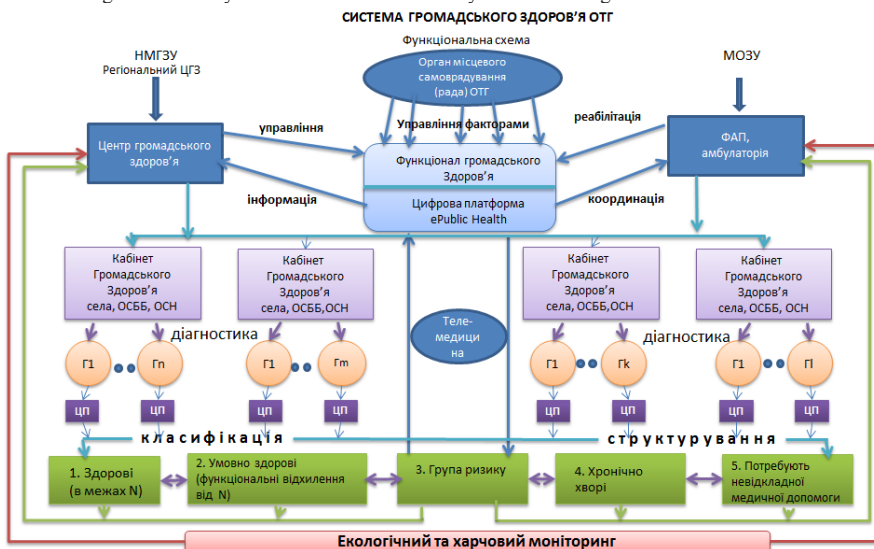 СИСТЕМА ГРОМАДСЬКОГО ЗДОРОВ'Я ОТГ
Функціональна схема
НМГЗУ
Регіональний ЦГЗ
Орган місцевого
самоврядування
(рада) ОТГ
МОЗУ
управління
Управління факторами
реабілітація
Центр громадського
здоров'я
Функціонал громадського
Здоров'я
ФАП,
амбулаторія
інформація
Цифрова платформа
ePublic Health
координація
Кабінет
Громадського
Здоров'я
села, ОСББ, ОСН
Кабінет
Громадського
Здоров'я
села, ОСББ,ОСН
Кабінет
Громадського
Здоров'я
села, ОСББ,ОСН
Кабінет
Громадського
Здоров'я
села, ОСББ, ОСН
Теле-
медици
на
діагностика
діагностика
Г1
Гn
Г1
Гm
Г1
Гk
Г1
Гl
ЦП
ЦП
ЦП
ЦП
ЦП
ЦП
ЦП
ЦП
класифікація
структурування
1. Здорові
(в межах N)
2. Умовно здорові
(функціональні відхилення
від N)
3. Група ризику
4. Хронічно
хворі
5. Потребують
невідкладної
медичної допомоги
Екологічний та харчовий моніторинг